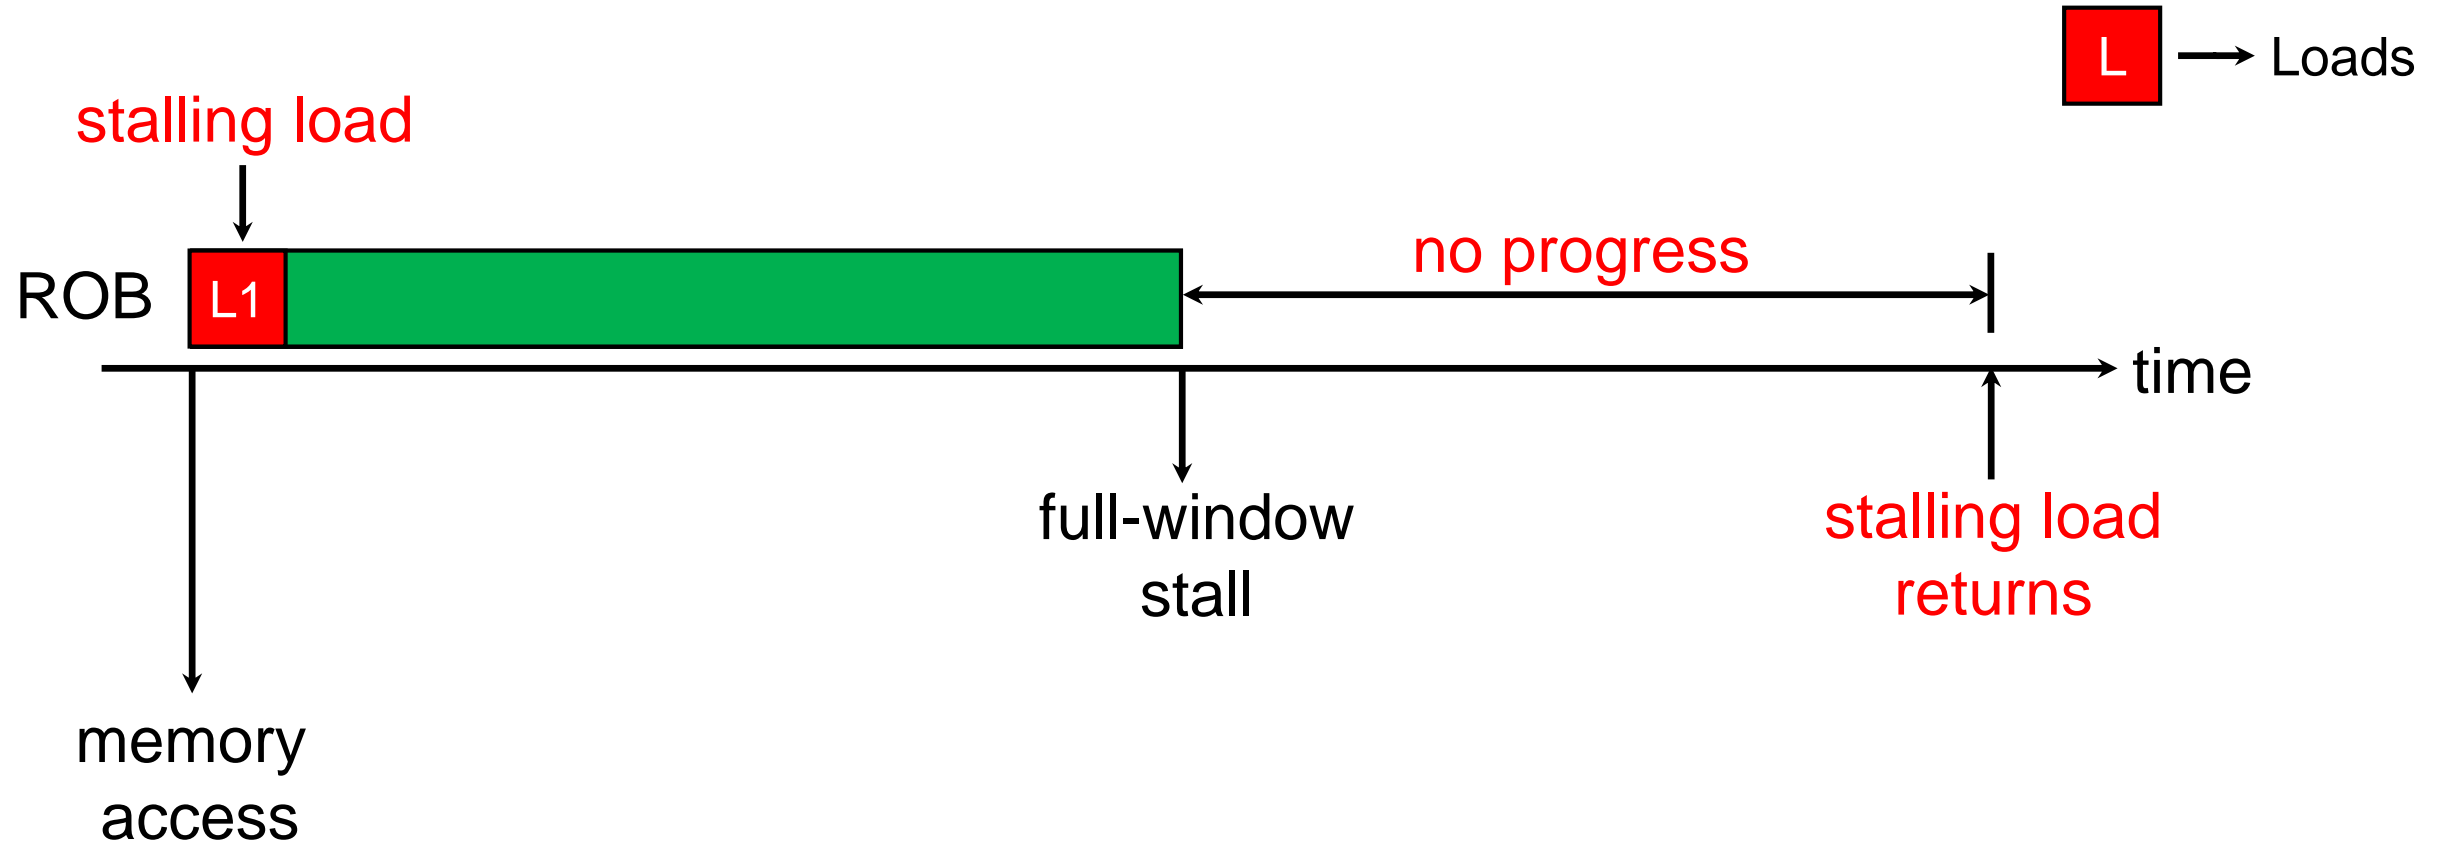 L
Loads
stalling load
no progress
ROB
L1
time
full-window
stall
stalling load
returns
memory
access